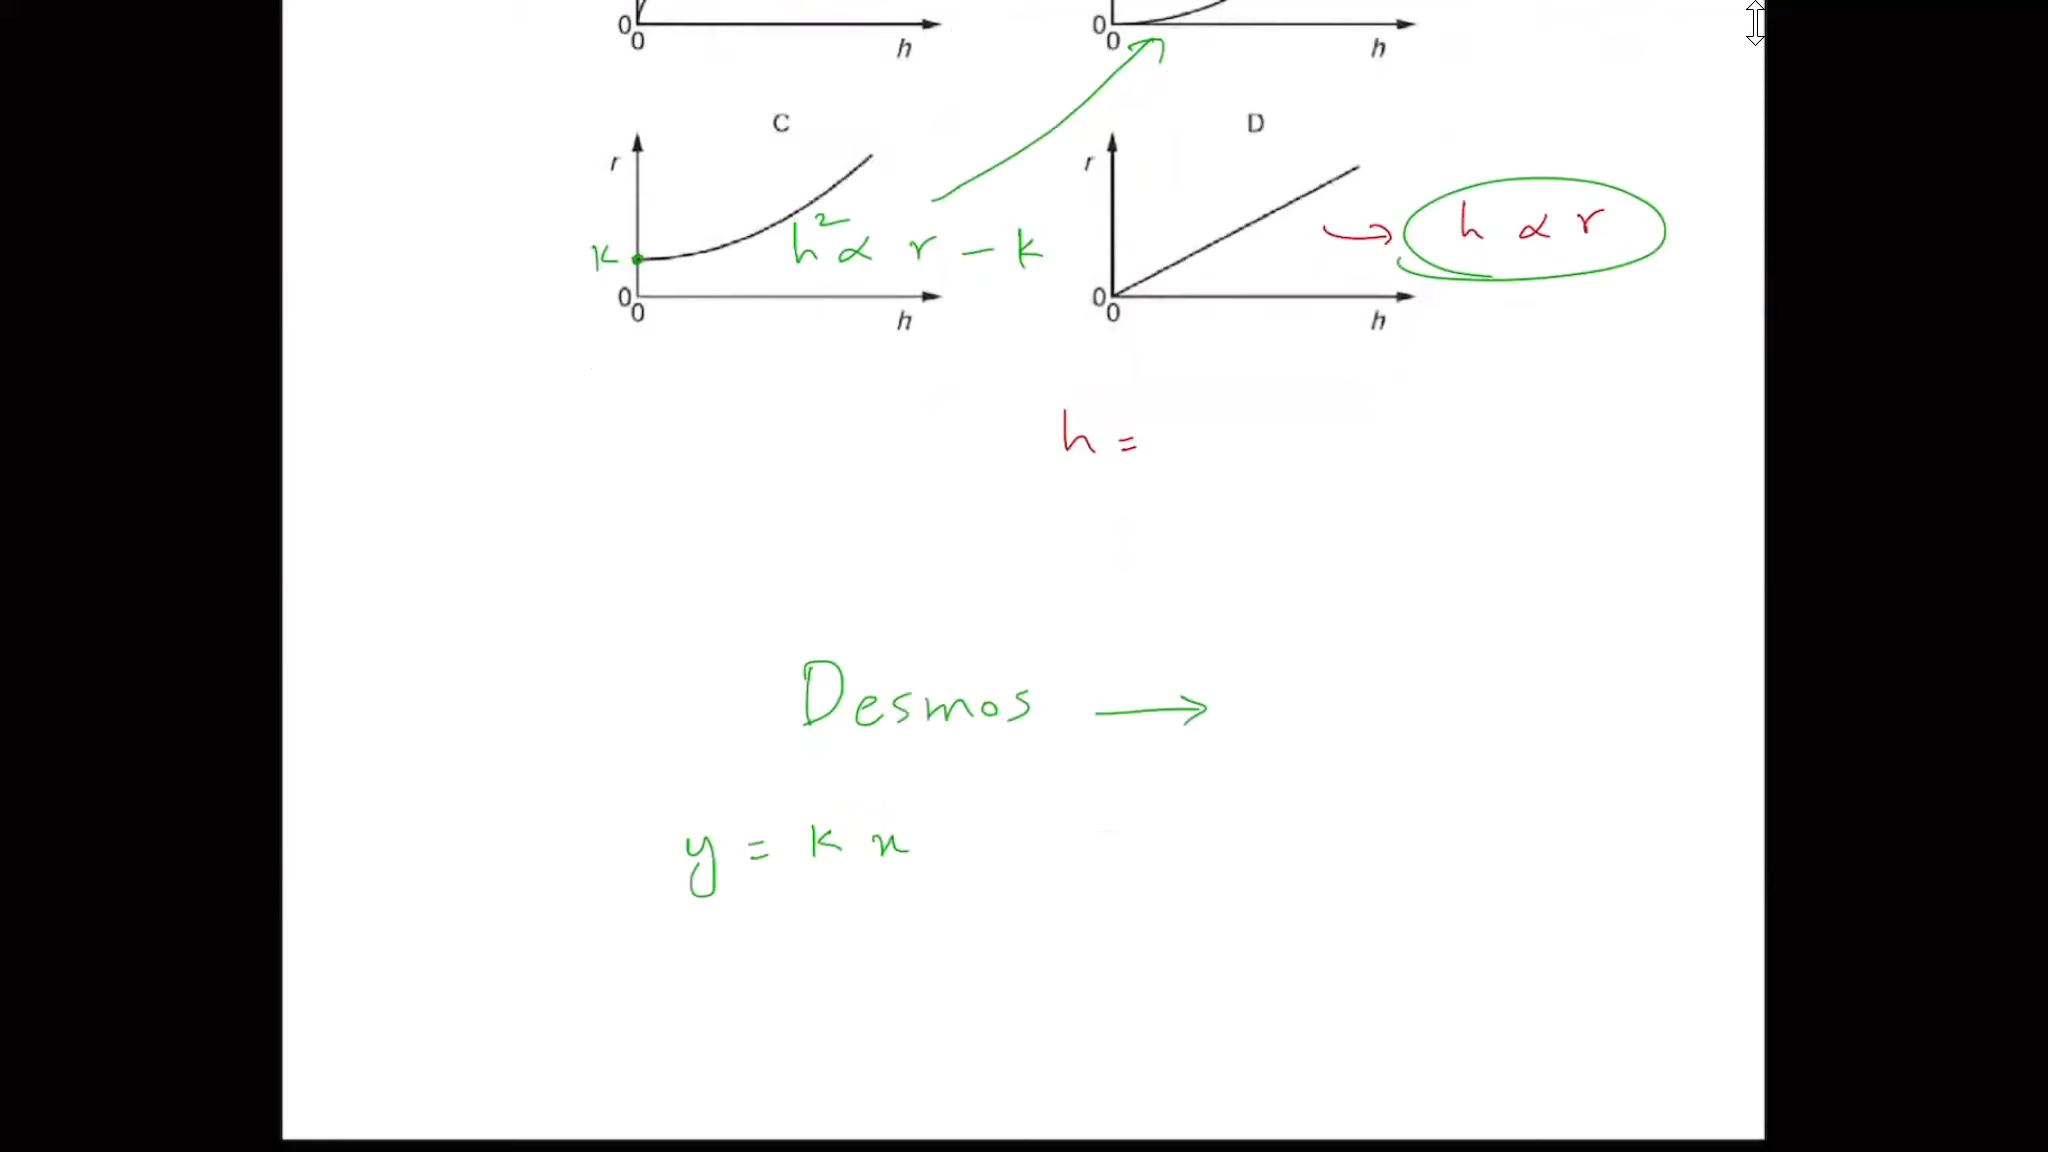 0 0
0 h 0 h
C D
r r
h² ∝ r − k
h ∝ r
K
0 0
0 h 0 h
h =
Desmos →
y = k x